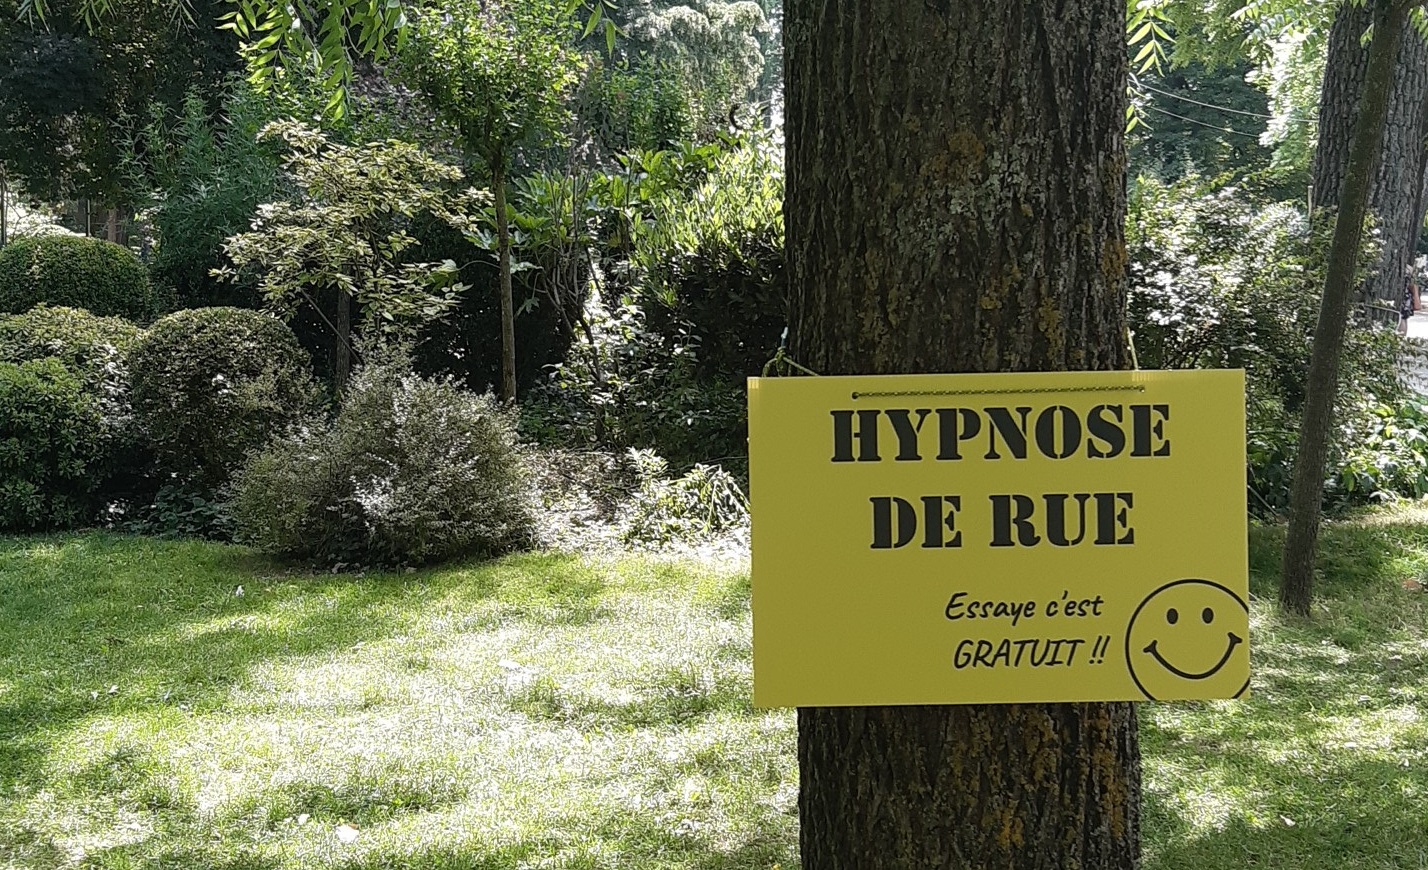 HYPNOSE
DE RUE
Essaye c'est
GRATUIT !!